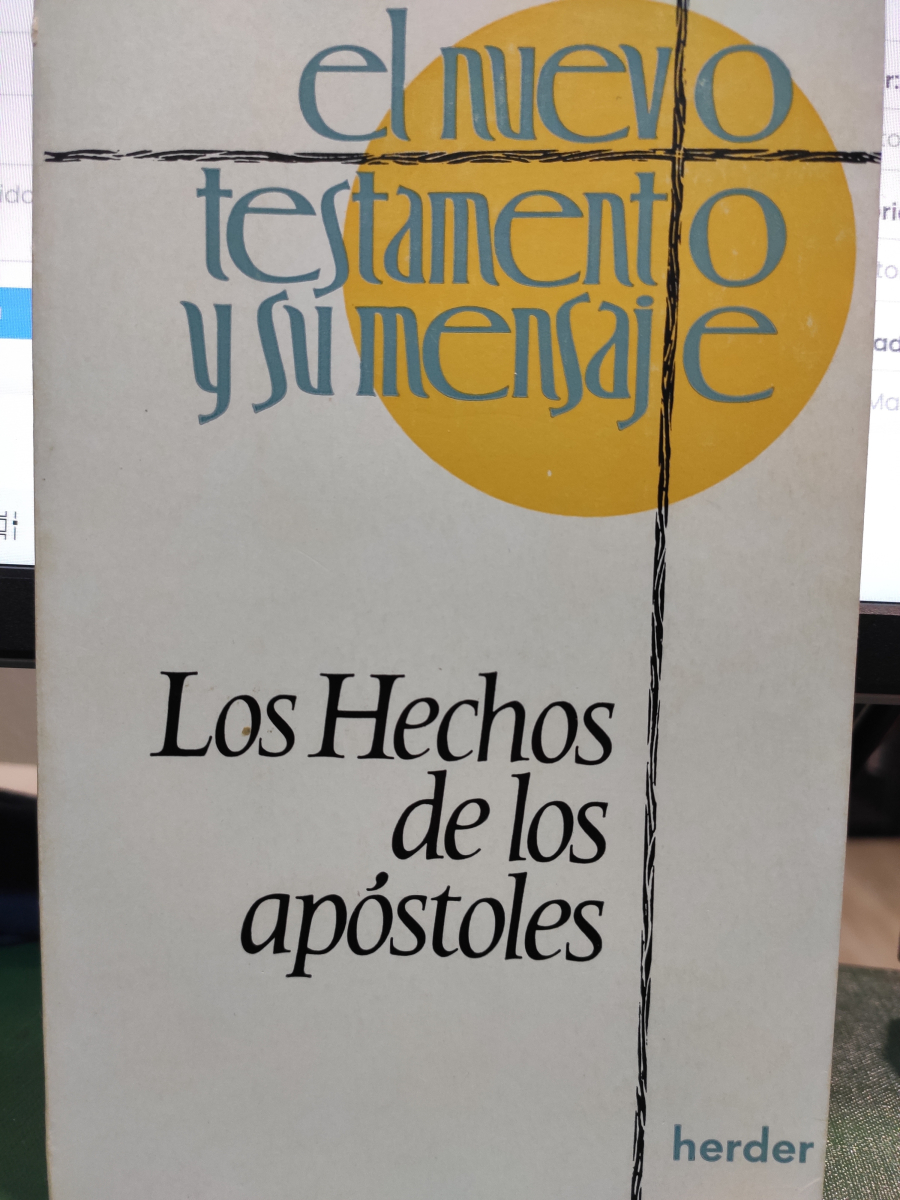 el nuevo
testamento
y su mensaje
Los Hechos
de los
apóstoles
herder